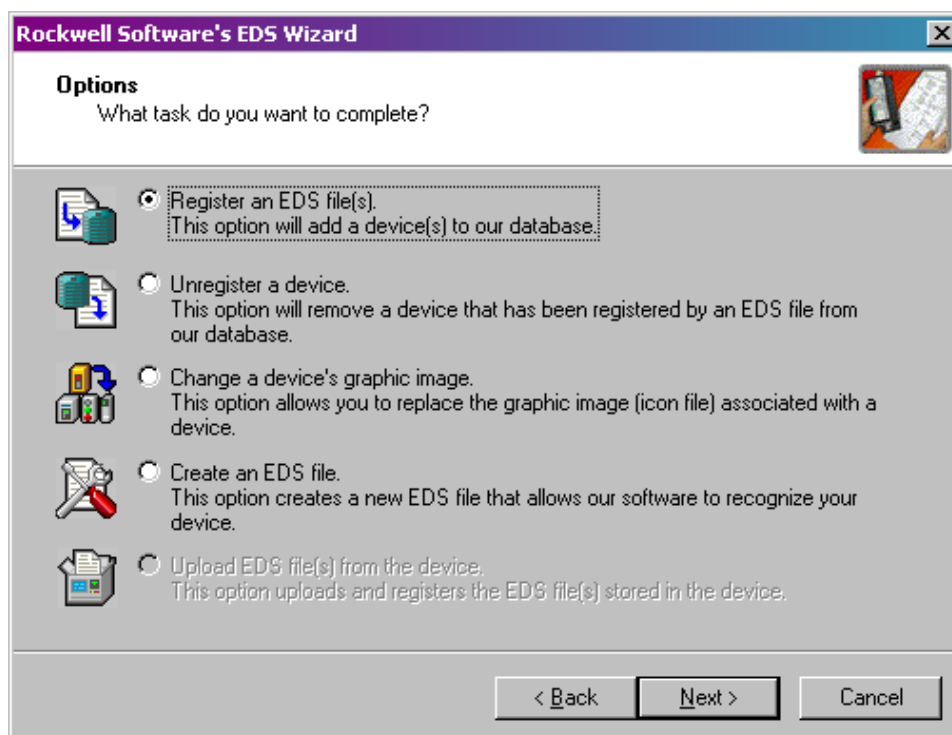 Rockwell Software's EDS Wizard
Options
What task do you want to complete?
Register an EDS file(s).
This option will add a device(s) to our database.
Unregister a device.
This option will remove a device that has been registered by an EDS file from
our database.
Change a device's graphic image.
This option allows you to replace the graphic image (icon file) associated with a
device.
Create an EDS file.
This option creates a new EDS file that allows our software to recognize your
device.
Upload EDS file(s) from the device.
This option uploads and registers the EDS file(s) stored in the device.
< Back
Next >
Cancel